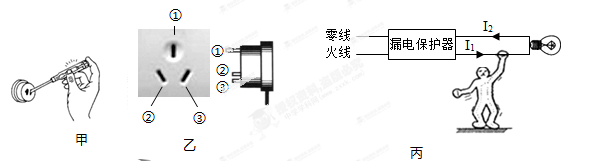 ①
①
②
③
②
③
甲
乙
零线
火线
漏电保护器
I₂
I₁
丙